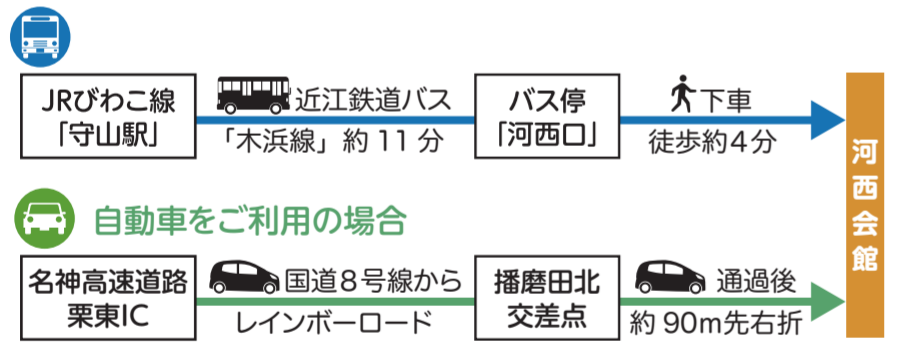 JRびわこ線
「守山駅」
近江鉄道バス
「木浜線」約11分
バス停
「河西口」
下車
徒歩約4分
河西会館
自動車をご利用の場合
名神高速道路
栗東IC
国道8号線から
レインボーロード
播磨田北
交差点
通過後
約90m先右折